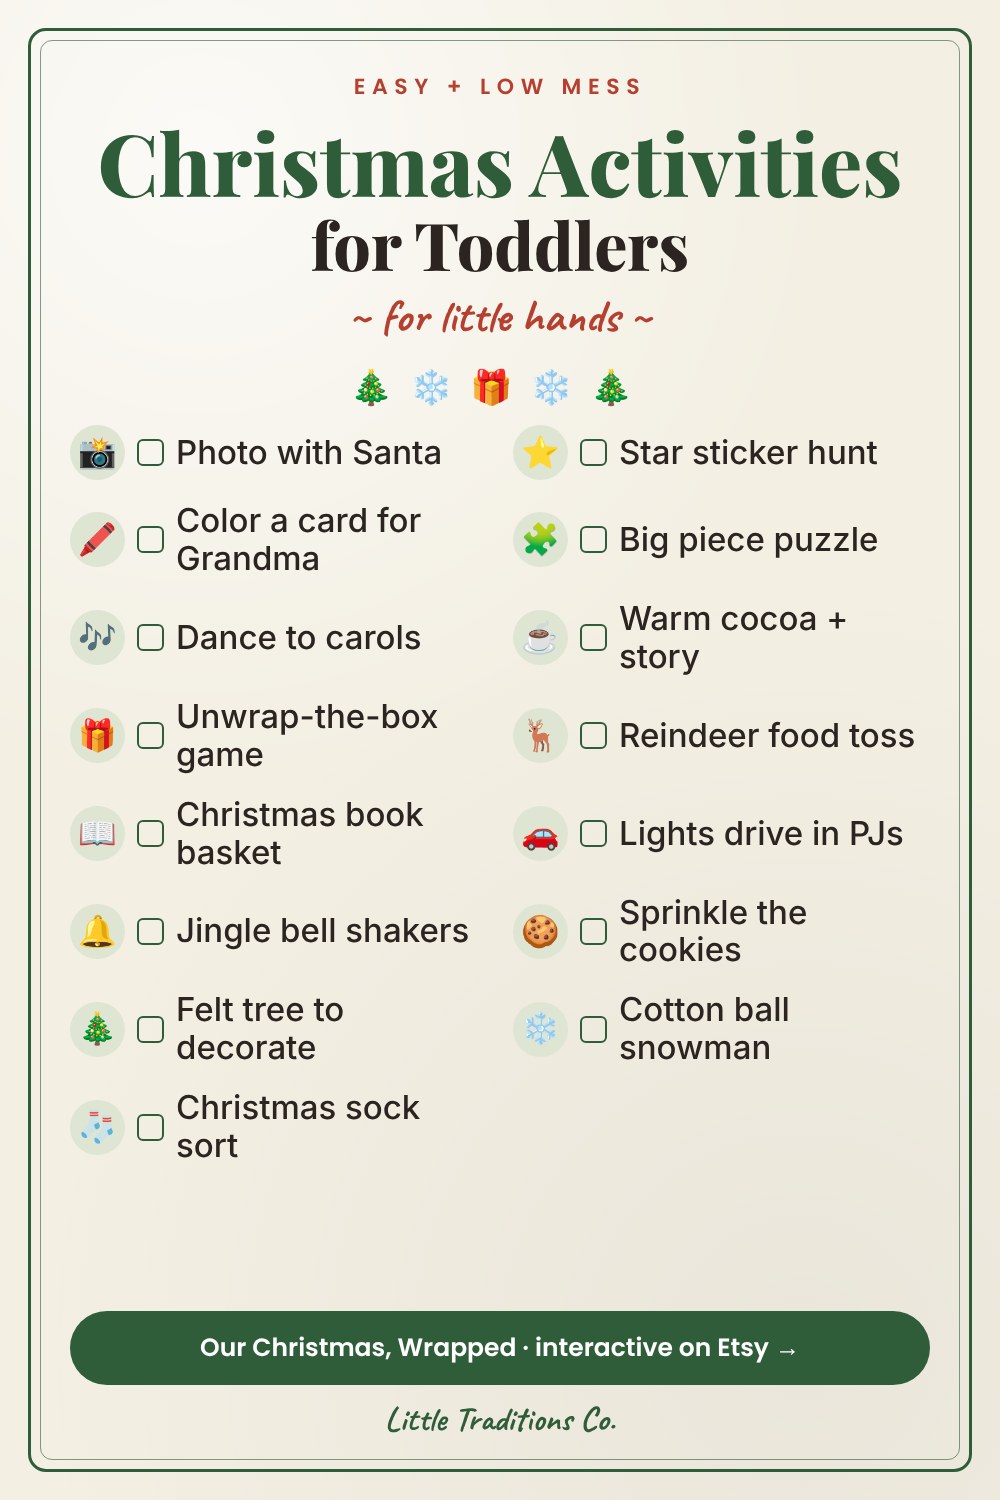 EASY + LOW MESS
Christmas Activities
for Toddlers
~ for little hands ~
Photo with Santa
Star sticker hunt
Color a card for
Grandma
Big piece puzzle
Dance to carols
Warm cocoa +
story
Unwrap-the-box
game
Reindeer food toss
Christmas book
basket
Lights drive in PJs
Jingle bell shakers
Sprinkle the
cookies
Felt tree to
decorate
Cotton ball
snowman
Christmas sock
sort
Our Christmas, Wrapped · interactive on Etsy →
Little Traditions Co.